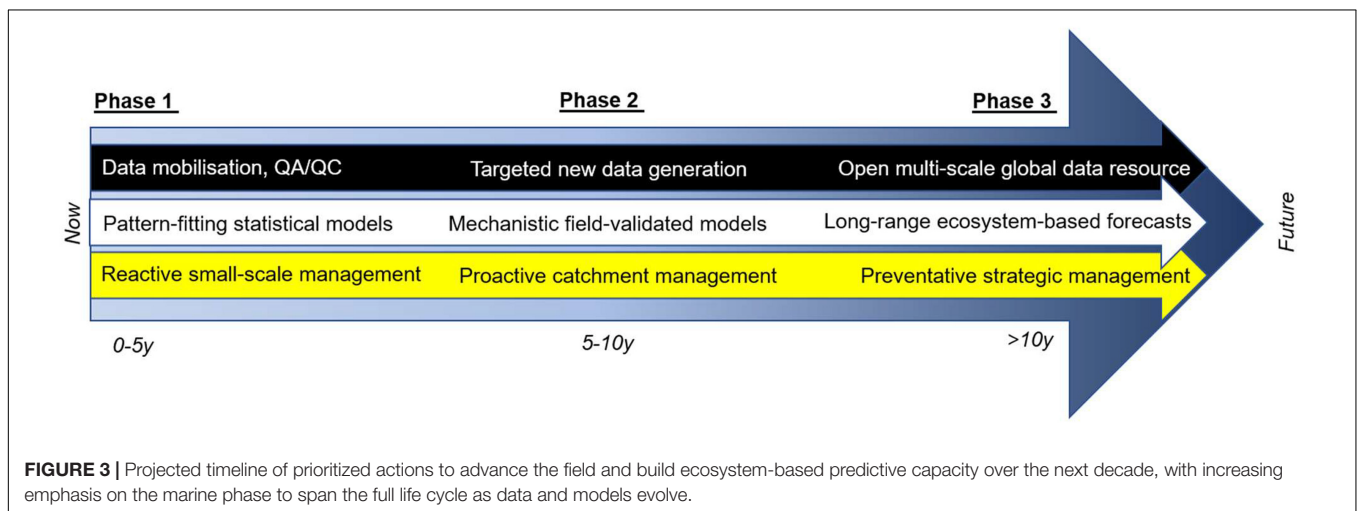 Phase 1 Phase 2 Phase 3
Now
Data mobilisation, QA/QC Targeted new data generation Open multi-scale global data resource
Pattern-fitting statistical models Mechanistic field-validated models Long-range ecosystem-based forecasts
Reactive small-scale management Proactive catchment management Preventative strategic management
Future
0-5y 5-10y >10y
FIGURE 3 | Projected timeline of prioritized actions to advance the field and build ecosystem-based predictive capacity over the next decade, with increasing
emphasis on the marine phase to span the full life cycle as data and models evolve.